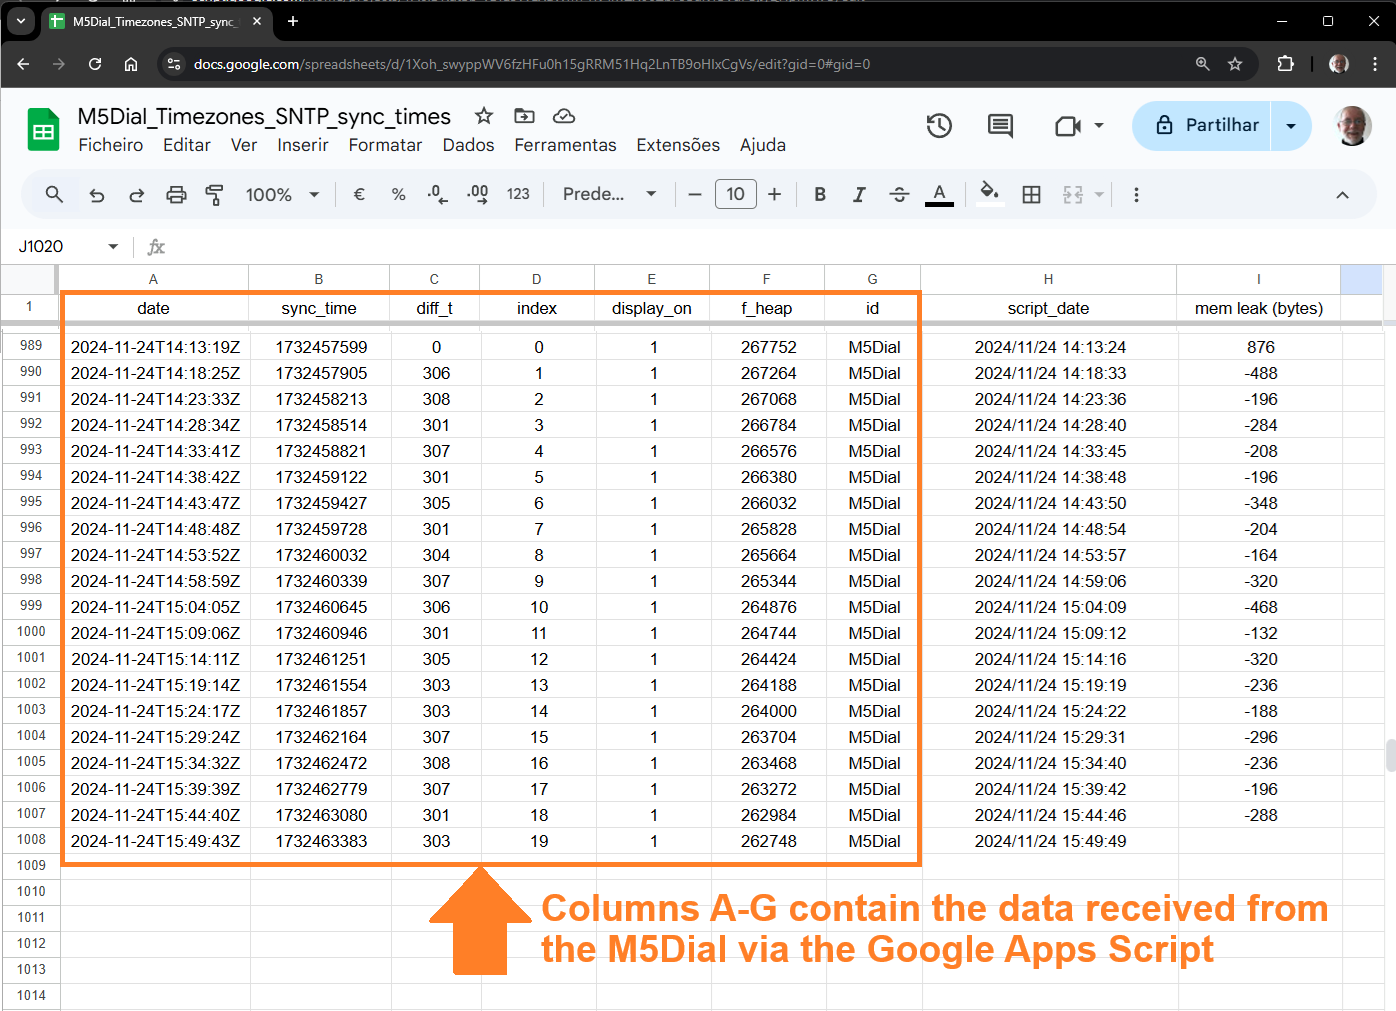 M5Dial_Timezones_SNTP_sync_
docs.google.com/spreadsheets/d/1Xoh_swyppWV6fzHFu0h15gRRM51Hq2LnTB9oHIxCgVs/edit?gid=0#gid=0
M5Dial_Timezones_SNTP_sync_times
Ficheiro Editar Ver Inserir Formatar Dados Ferramentas Extensões Ajuda
Partilhar
100% € % .0 .00 123 Prede... − 10 + B I S A
J1020 fx
A B C D E F G H I
1 date sync_time diff_t index display_on f_heap id script_date mem leak (bytes)
989 2024-11-24T14:13:19Z 1732457599 0 0 1 267752 M5Dial 2024/11/24 14:13:24 876
990 2024-11-24T14:18:25Z 1732457905 306 1 1 267264 M5Dial 2024/11/24 14:18:33 -488
991 2024-11-24T14:23:33Z 1732458213 308 2 1 267068 M5Dial 2024/11/24 14:23:36 -196
992 2024-11-24T14:28:34Z 1732458514 301 3 1 266784 M5Dial 2024/11/24 14:28:40 -284
993 2024-11-24T14:33:41Z 1732458821 307 4 1 266576 M5Dial 2024/11/24 14:33:45 -208
994 2024-11-24T14:38:42Z 1732459122 301 5 1 266380 M5Dial 2024/11/24 14:38:48 -196
995 2024-11-24T14:43:47Z 1732459427 305 6 1 266032 M5Dial 2024/11/24 14:43:50 -348
996 2024-11-24T14:48:48Z 1732459728 301 7 1 265828 M5Dial 2024/11/24 14:48:54 -204
997 2024-11-24T14:53:52Z 1732460032 304 8 1 265664 M5Dial 2024/11/24 14:53:57 -164
998 2024-11-24T14:58:59Z 1732460339 307 9 1 265344 M5Dial 2024/11/24 14:59:06 -320
999 2024-11-24T15:04:05Z 1732460645 306 10 1 264876 M5Dial 2024/11/24 15:04:09 -468
1000 2024-11-24T15:09:06Z 1732460946 301 11 1 264744 M5Dial 2024/11/24 15:09:12 -132
1001 2024-11-24T15:14:11Z 1732461251 305 12 1 264424 M5Dial 2024/11/24 15:14:16 -320
1002 2024-11-24T15:19:14Z 1732461554 303 13 1 264188 M5Dial 2024/11/24 15:19:19 -236
1003 2024-11-24T15:24:17Z 1732461857 303 14 1 264000 M5Dial 2024/11/24 15:24:22 -188
1004 2024-11-24T15:29:24Z 1732462164 307 15 1 263704 M5Dial 2024/11/24 15:29:31 -296
1005 2024-11-24T15:34:32Z 1732462472 308 16 1 263468 M5Dial 2024/11/24 15:34:40 -236
1006 2024-11-24T15:39:39Z 1732462779 307 17 1 263272 M5Dial 2024/11/24 15:39:42 -196
1007 2024-11-24T15:44:40Z 1732463080 301 18 1 262984 M5Dial 2024/11/24 15:44:46 -288
1008 2024-11-24T15:49:43Z 1732463383 303 19 1 262748 M5Dial 2024/11/24 15:49:49
1009
1010
1011
1012
1013
1014
Columns A-G contain the data received from
the M5Dial via the Google Apps Script